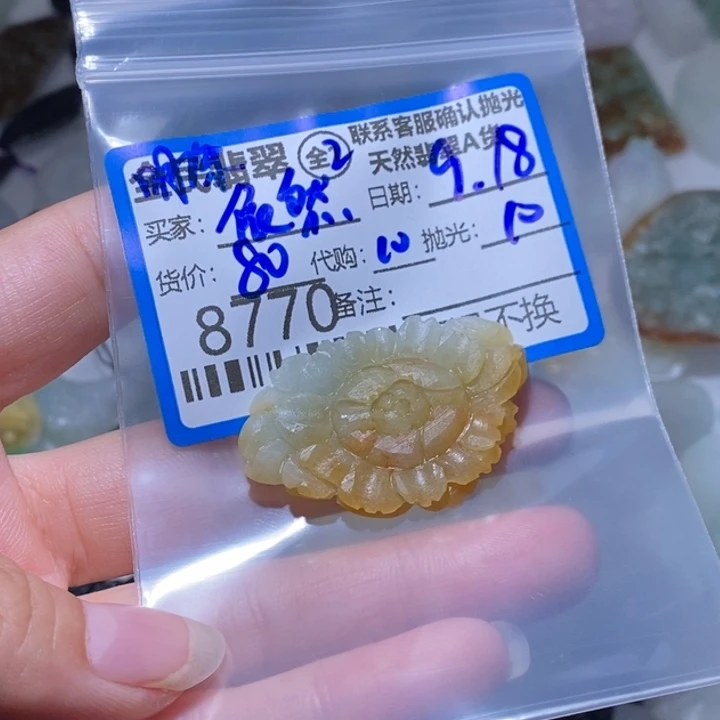 翡翠 全 2 联系客服确认抛光
天然翡翠A货
买家: 依然 日期: 9.18
货价: 80 代购: 10 抛光: 10
8770 备注:
不换